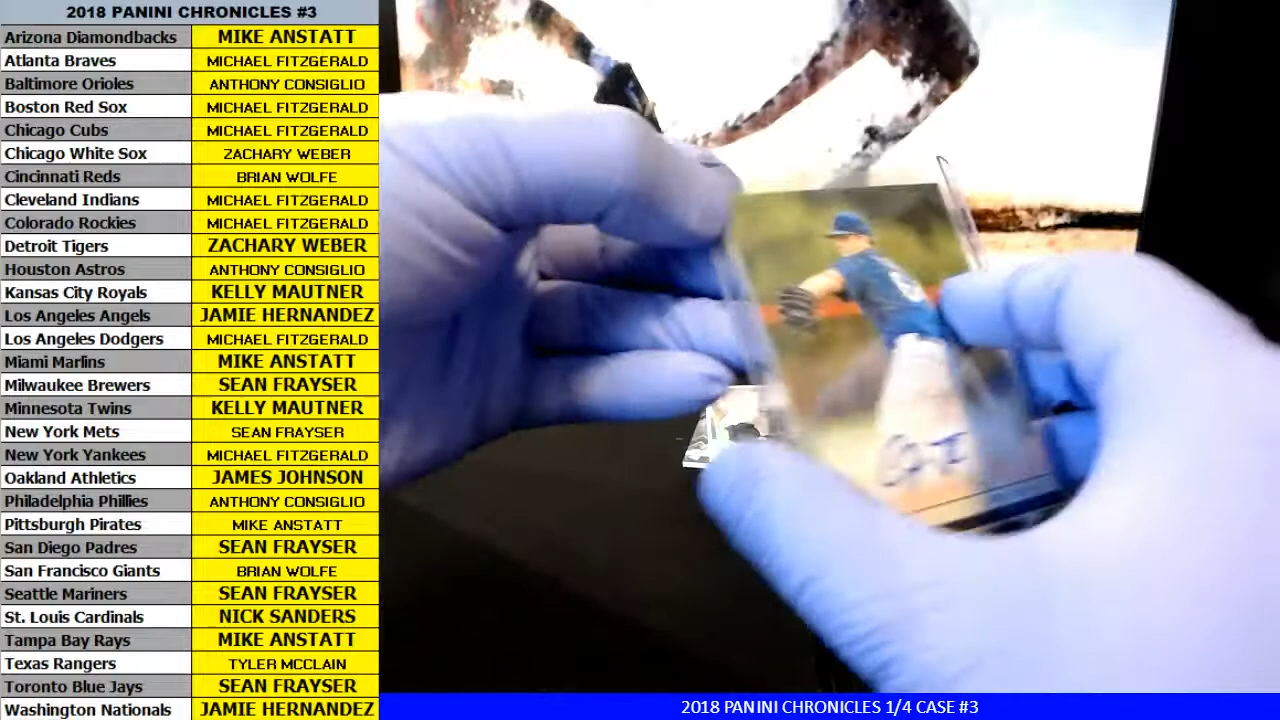 2018 PANINI CHRONICLES #3
Arizona Diamondbacks MIKE ANSTATT
Atlanta Braves MICHAEL FITZGERALD
Baltimore Orioles ANTHONY CONSIGLIO
Boston Red Sox MICHAEL FITZGERALD
Chicago Cubs MICHAEL FITZGERALD
Chicago White Sox ZACHARY WEBER
Cincinnati Reds BRIAN WOLFE
Cleveland Indians MICHAEL FITZGERALD
Colorado Rockies MICHAEL FITZGERALD
Detroit Tigers ZACHARY WEBER
Houston Astros ANTHONY CONSIGLIO
Kansas City Royals KELLY MAUTNER
Los Angeles Angels JAMIE HERNANDEZ
Los Angeles Dodgers MICHAEL FITZGERALD
Miami Marlins MIKE ANSTATT
Milwaukee Brewers SEAN FRAYSER
Minnesota Twins KELLY MAUTNER
New York Mets SEAN FRAYSER
New York Yankees MICHAEL FITZGERALD
Oakland Athletics JAMES JOHNSON
Philadelphia Phillies ANTHONY CONSIGLIO
Pittsburgh Pirates MIKE ANSTATT
San Diego Padres SEAN FRAYSER
San Francisco Giants BRIAN WOLFE
Seattle Mariners SEAN FRAYSER
St. Louis Cardinals NICK SANDERS
Tampa Bay Rays MIKE ANSTATT
Texas Rangers TYLER MCCLAIN
Toronto Blue Jays SEAN FRAYSER
Washington Nationals JAMIE HERNANDEZ
2018 PANINI CHRONICLES 1/4 CASE #3